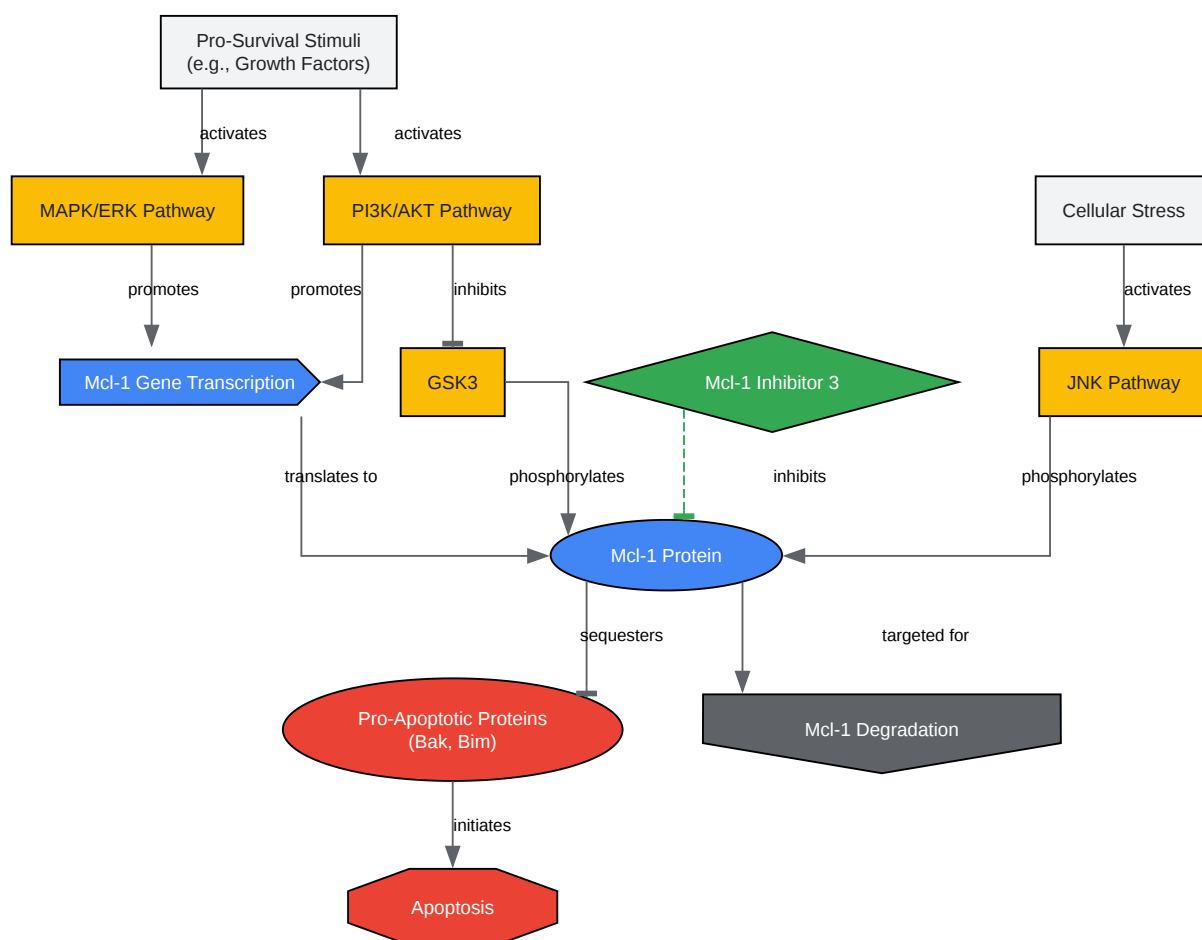 Pro-Survival Stimuli
(e.g., Growth Factors)
activates
activates
MAPK/ERK Pathway
PI3K/AKT Pathway
Cellular Stress
promotes
promotes
inhibits
activates
Mcl-1 Gene Transcription
GSK3
Mcl-1 Inhibitor 3
JNK Pathway
translates to
phosphorylates
inhibits
phosphorylates
Mcl-1 Protein
sequesters
targeted for
Pro-Apoptotic Proteins
(Bak, Bim)
Mcl-1 Degradation
initiates
Apoptosis